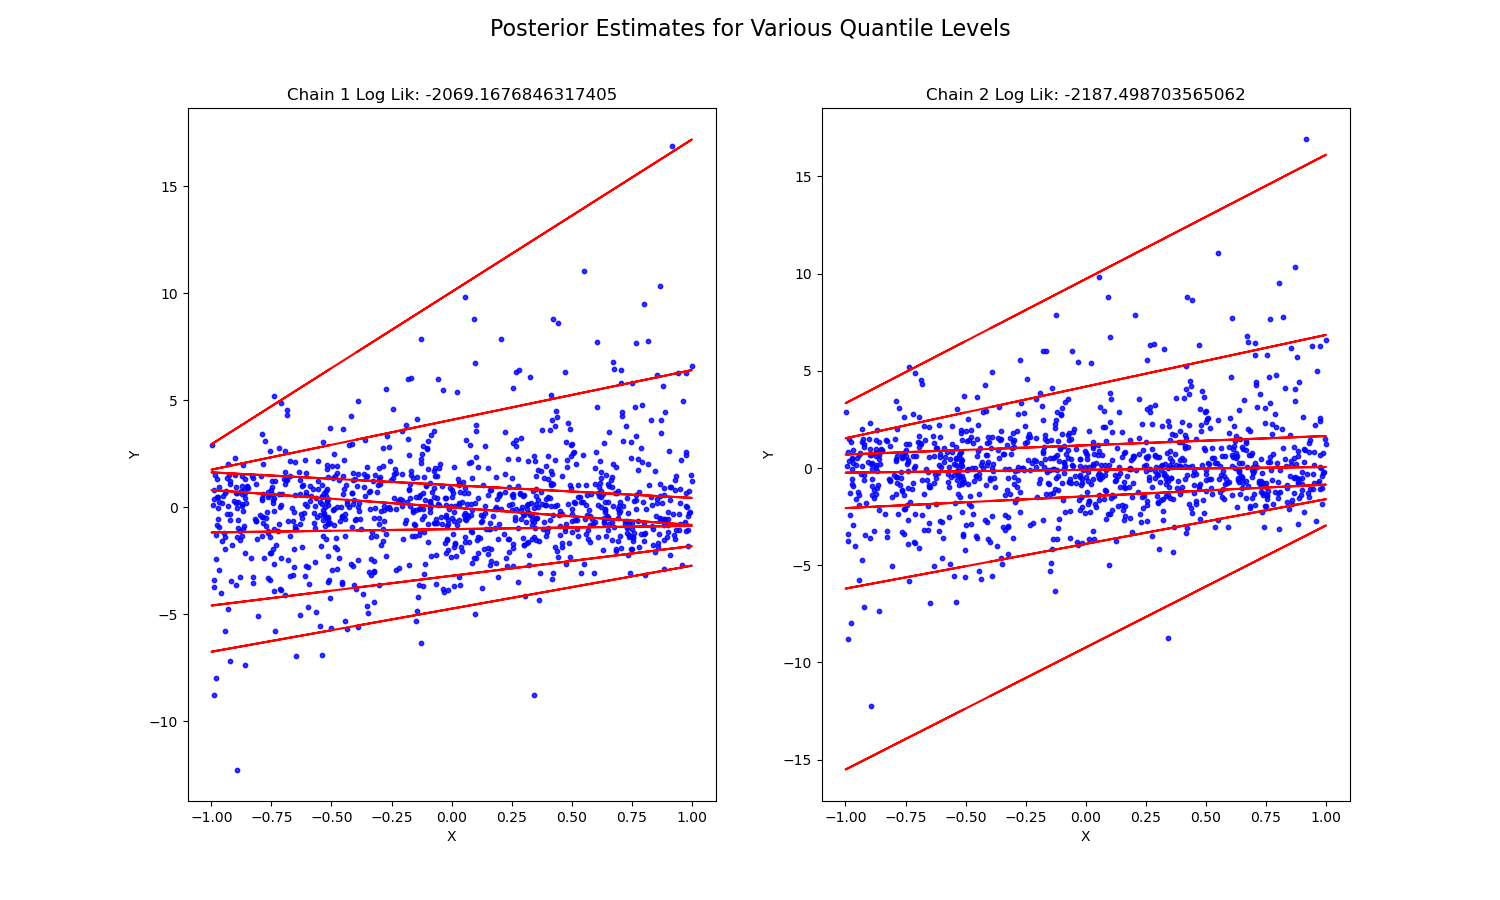 Posterior Estimates for Various Quantile Levels
Chain 1 Log Lik: -2069.1676846317405
Y
15
10
5
0
−5
−10
−1.00 −0.75 −0.50 −0.25 0.00 0.25 0.50 0.75 1.00
X
Chain 2 Log Lik: -2187.498703565062
Y
15
10
5
0
−5
−10
−15
−1.00 −0.75 −0.50 −0.25 0.00 0.25 0.50 0.75 1.00
X